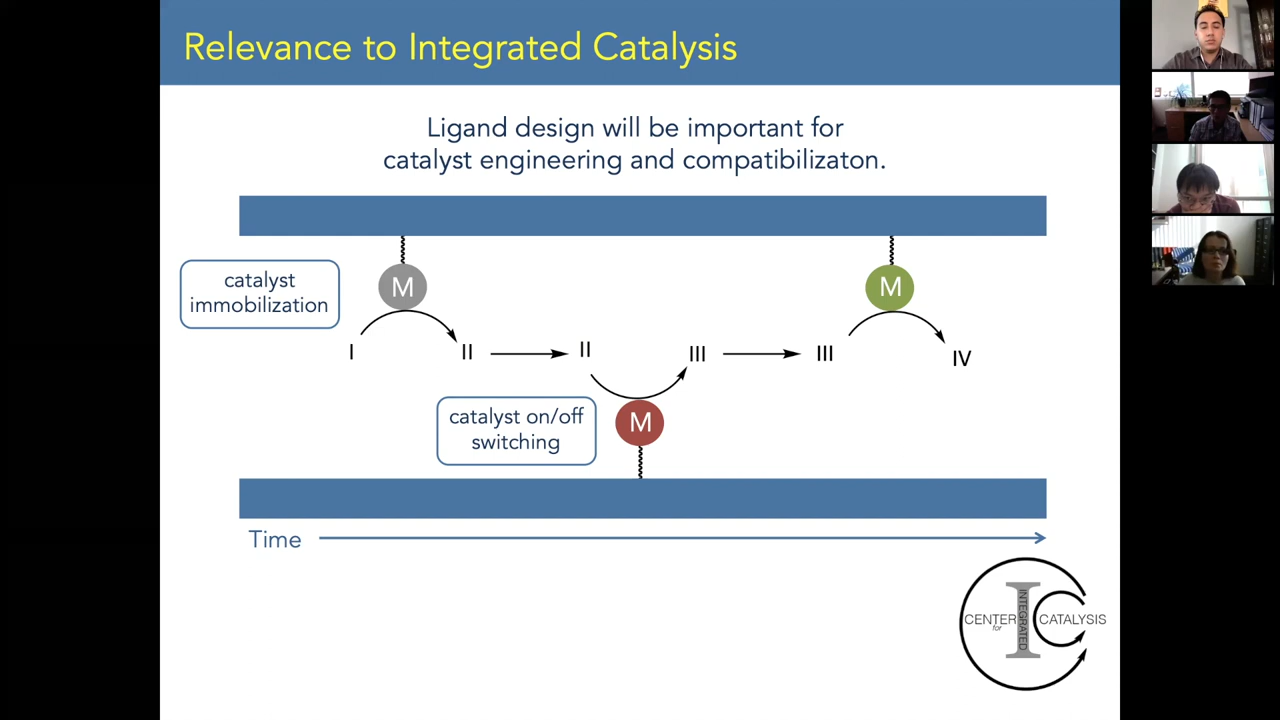 Relevance to Integrated Catalysis
Ligand design will be important for
catalyst engineering and compatibilizaton.
catalyst
immobilization
M
M
I
II
II
III
III
IV
catalyst on/off
switching
M
Time
CENTER
for
INTEGRATED
CATALYSIS